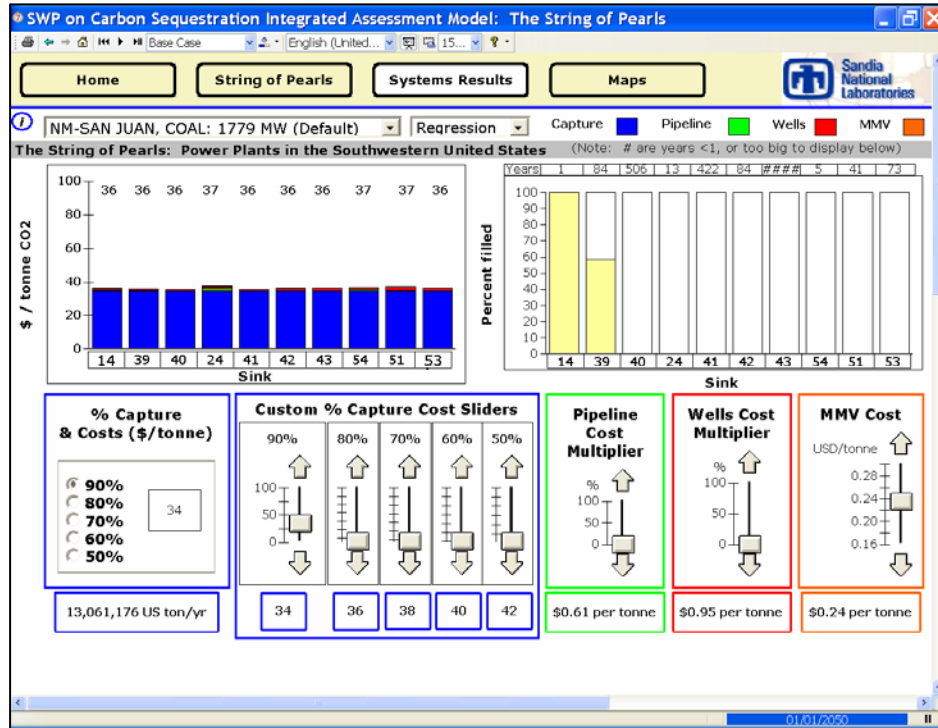 SWP on Carbon Sequestration Integrated Assessment Model: The String of Pearls
Base Case English (United... 15...
Home String of Pearls Systems Results Maps
Sandia
National
Laboratories
NM-SAN JUAN, COAL: 1779 MW (Default) Regression Capture Pipeline Wells MMV
The String of Pearls: Power Plants in the Southwestern United States (Note: # are years <1, or too big to display below)
$ / tonne CO2
100
80
60
40
20
0
36 36 36 37 36 36 36 37 37 36
14 39 40 24 41 42 43 54 51 53
Sink
Years 1 84 506 13 422 84 #### 5 41 73
Percent filled
100
90
80
70
60
50
40
30
20
10
0
14 39 40 24 41 42 43 54 51 53
Sink
% Capture
& Costs ($/tonne)
90%
80%
70%
60%
50%
34
13,061,176 US ton/yr
Custom % Capture Cost Sliders
90% 80% 70% 60% 50%
100
50
0
34 36 38 40 42
Pipeline
Cost
Multiplier
%
100
50
0
$0.61 per tonne
Wells Cost
Multiplier
%
100
50
0
$0.95 per tonne
MMV Cost
USD/tonne
0.28
0.24
0.20
0.16
$0.24 per tonne
01/01/2050